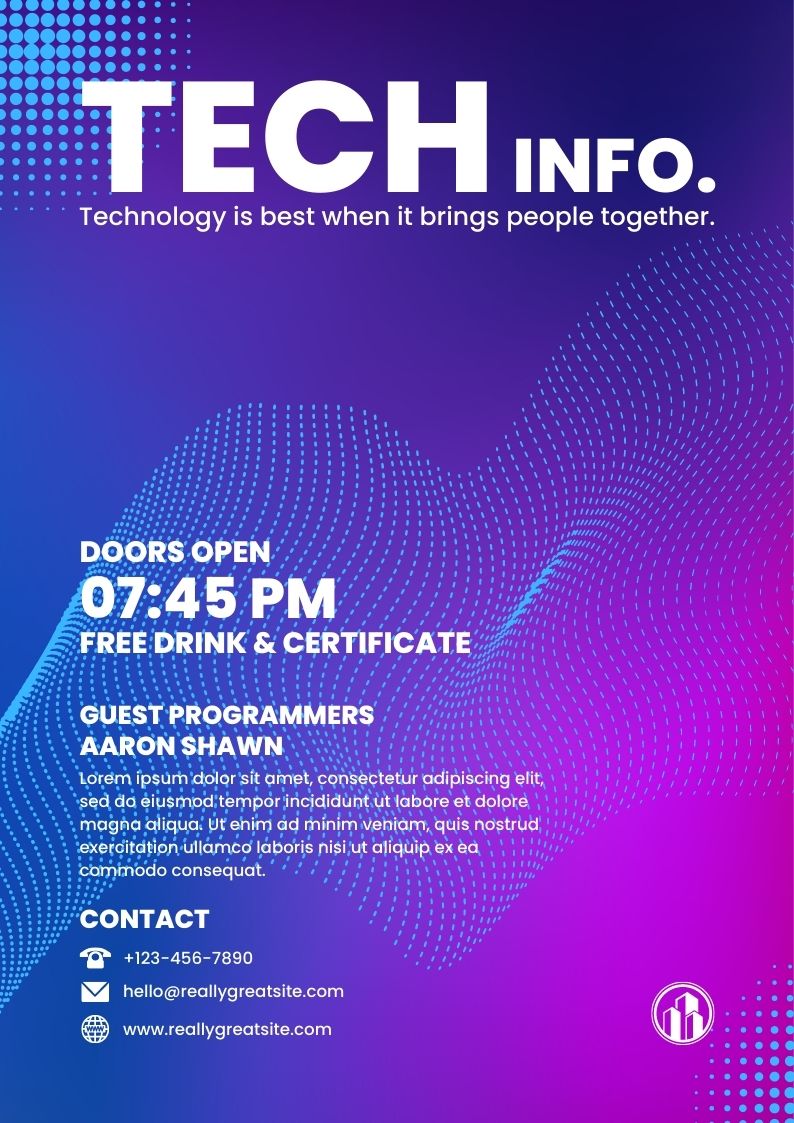 TECH INFO.
Technology is best when it brings people together.
DOORS OPEN
07:45 PM
FREE DRINK & CERTIFICATE
GUEST PROGRAMMERS
AARON SHAWN
Lorem ipsum dolor sit amet, consectetur adipiscing elit,
sed do eiusmod tempor incididunt ut labore et dolore
magna aliqua. Ut enim ad minim veniam, quis nostrud
exercitation ullamco laboris nisi ut aliquip ex ea
commodo consequat.
CONTACT
+123-456-7890
hello@reallygreatsite.com
www.reallygreatsite.com